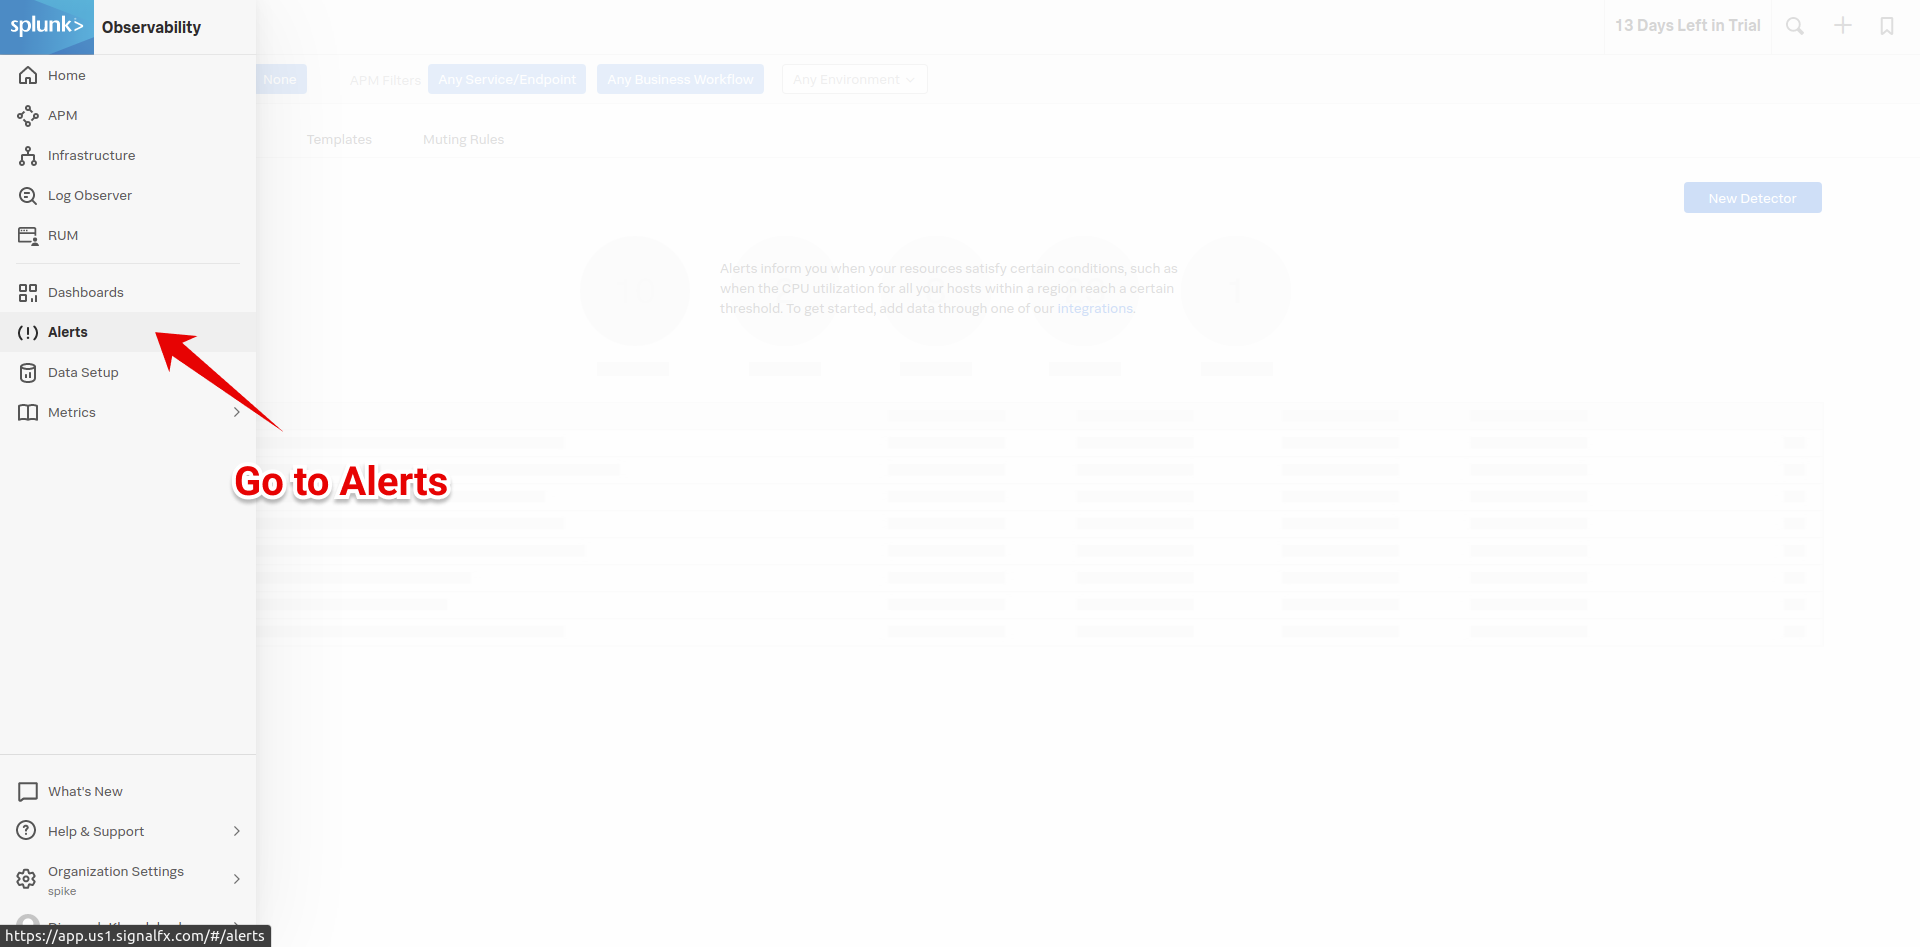 splunk>
Observability
13 Days Left in Trial
Home
None
APM Filters
Any Service/Endpoint
Any Business Workflow
Any Environment
APM
Templates
Muting Rules
Infrastructure
Log Observer
New Detector
RUM
Alerts inform you when your resources satisfy certain conditions, such as
when the CPU utilization for all your hosts within a region reach a certain
threshold. To get started, add data through one of our integrations.
Dashboards
Alerts
Data Setup
Metrics
Go to Alerts
What's New
Help & Support
Organization Settings
spike
https://app.us1.signalfx.com/#/alerts